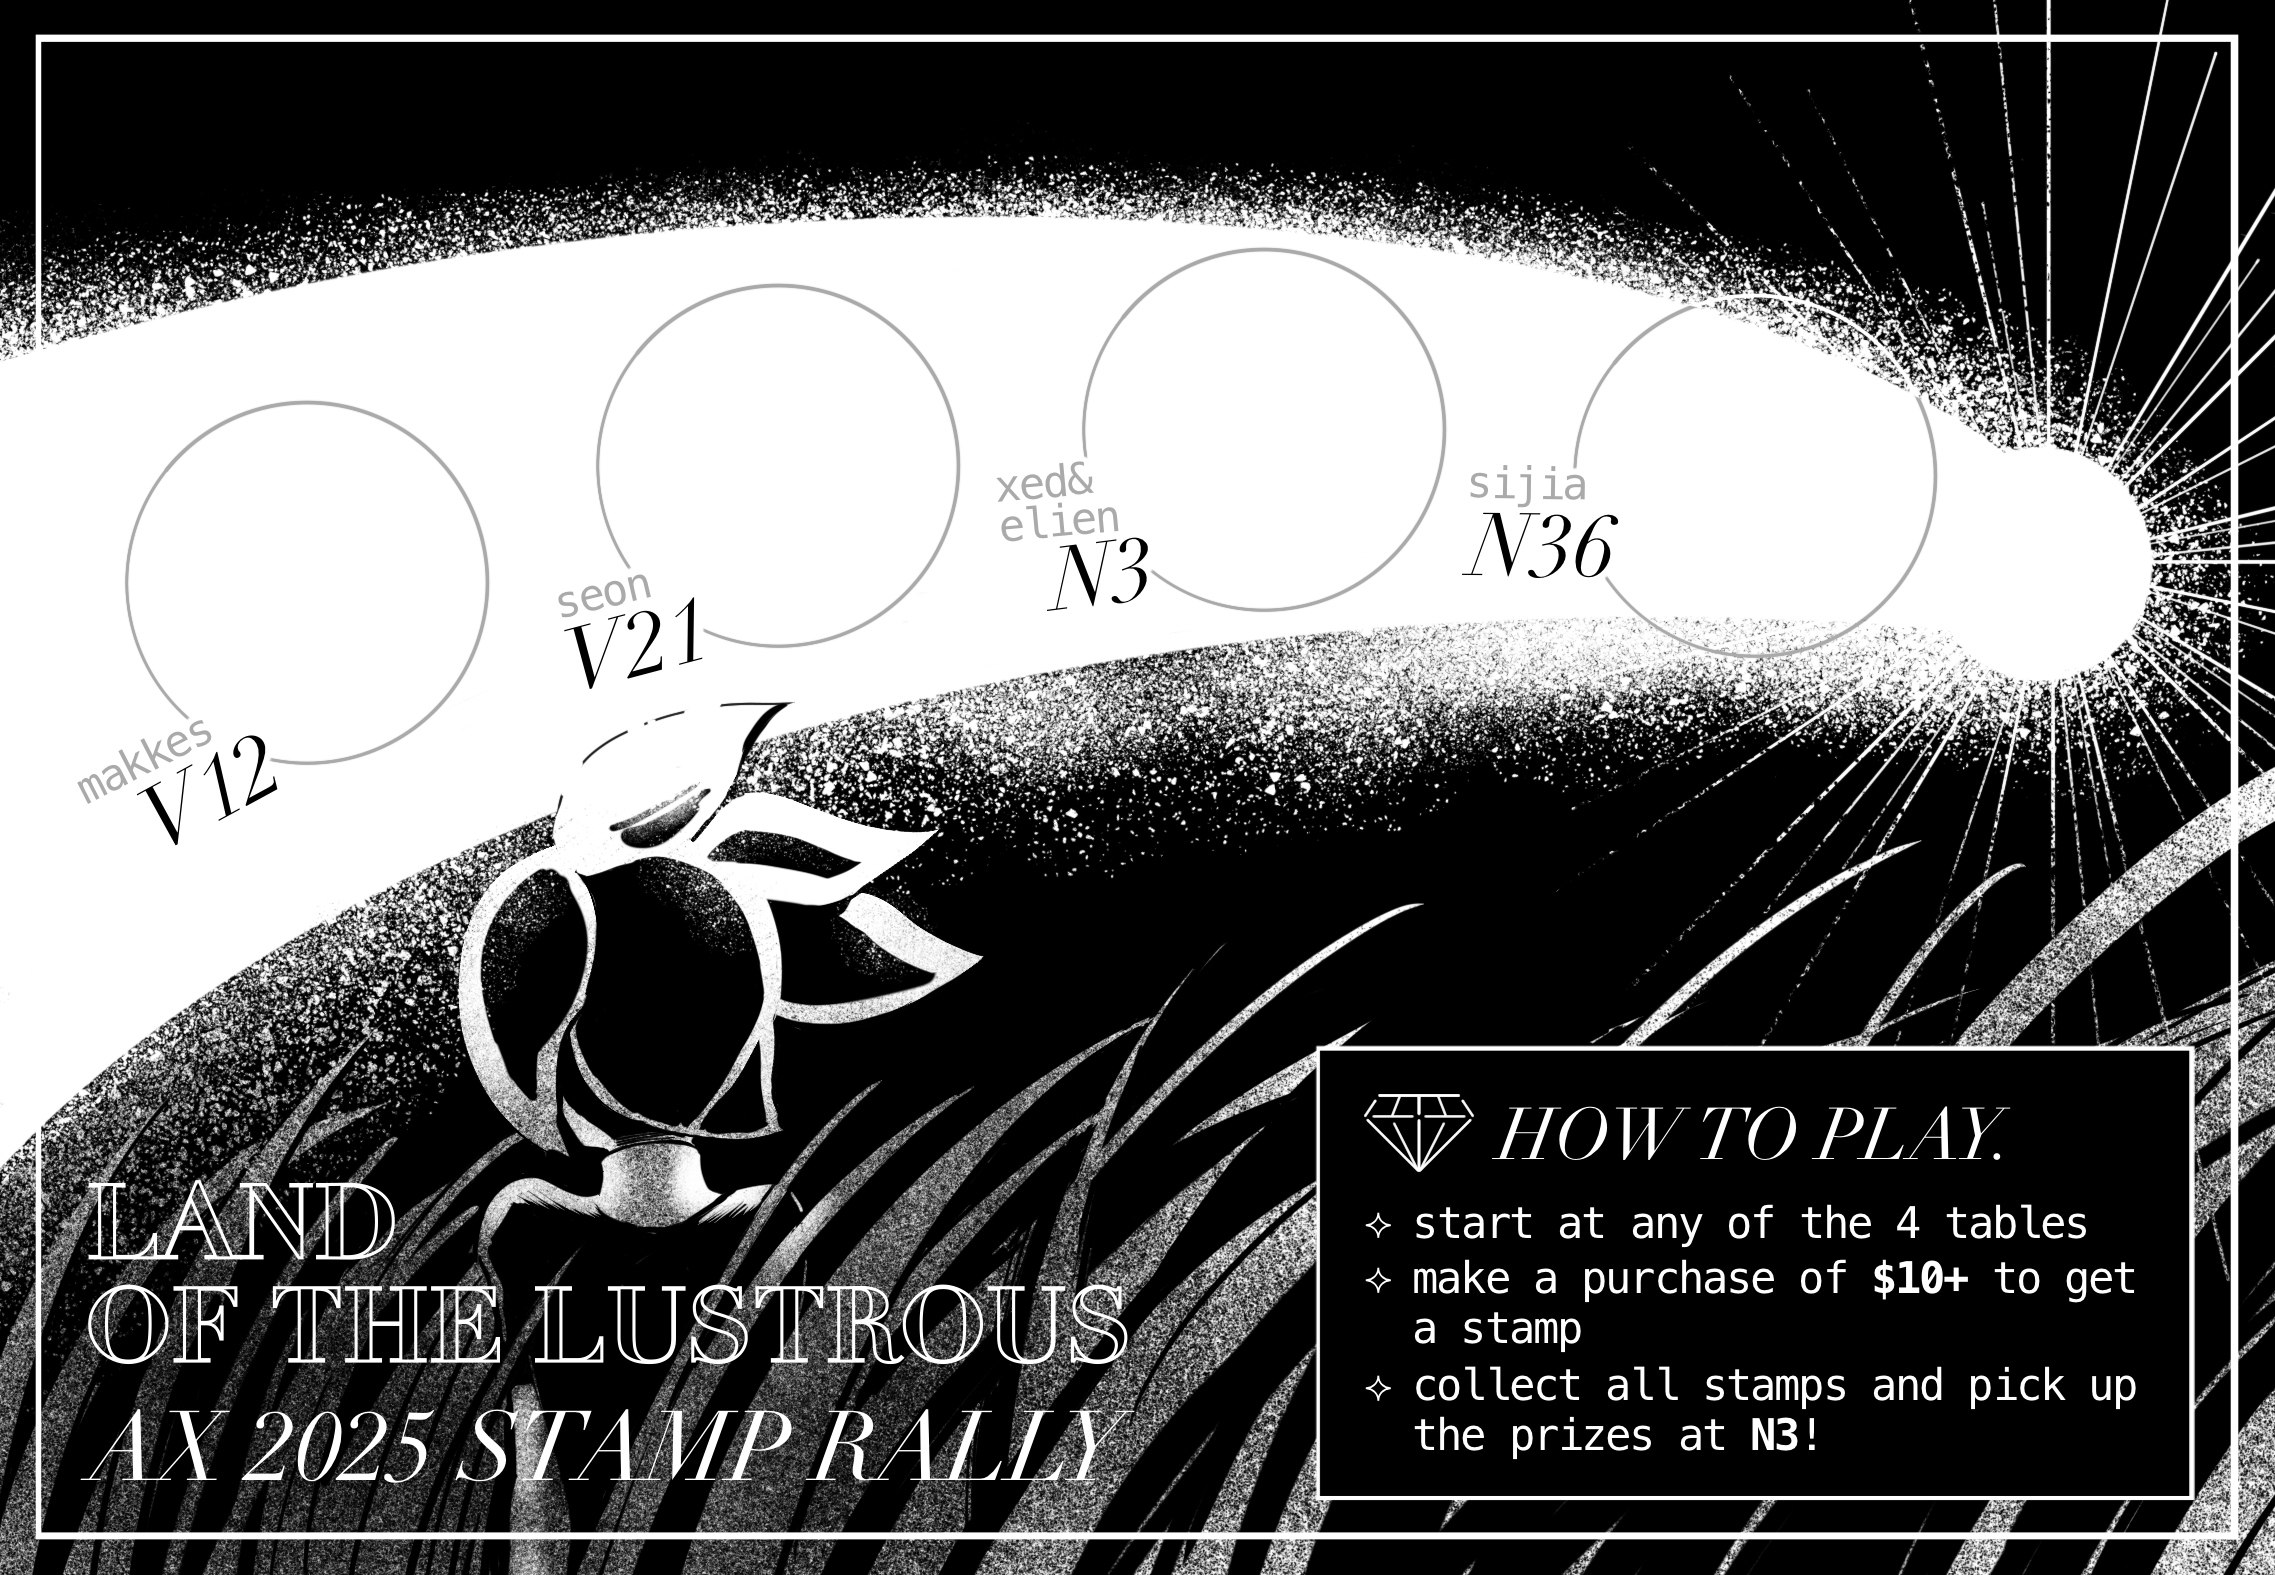 makkes
V12
seon
V21
xed&
elien
N3
sijia
N36
LAND
OF THE LUSTROUS
AX 2025 STAMP RALLY
HOW TO PLAY.
start at any of the 4 tables
make a purchase of $10+ to get
a stamp
collect all stamps and pick up
the prizes at N3!